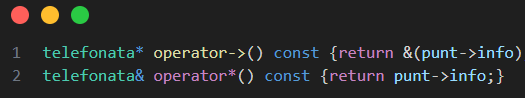 1 telefonata* operator->() const {return &(punt->info)
2 telefonata& operator*() const {return punt->info;}